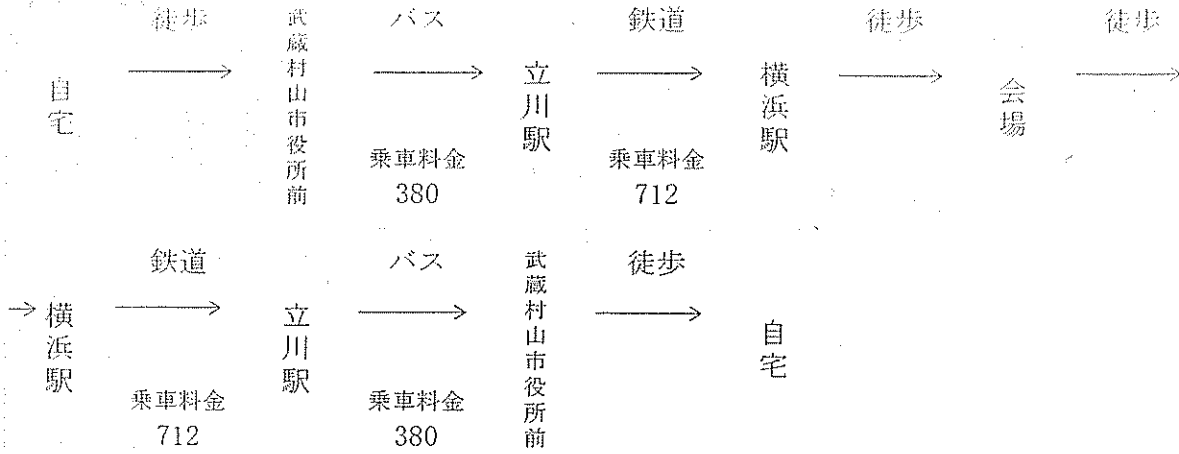 徒歩 バス 鉄道 徒歩 徒歩
自宅 → 武蔵村山市役所前 → 立川駅 → 横浜駅 → 会場 →
乗車料金 乗車料金
380 712
鉄道 バス 徒歩
→ 横浜駅 → 立川駅 → 武蔵村山市役所前 → 自宅
乗車料金 乗車料金
712 380